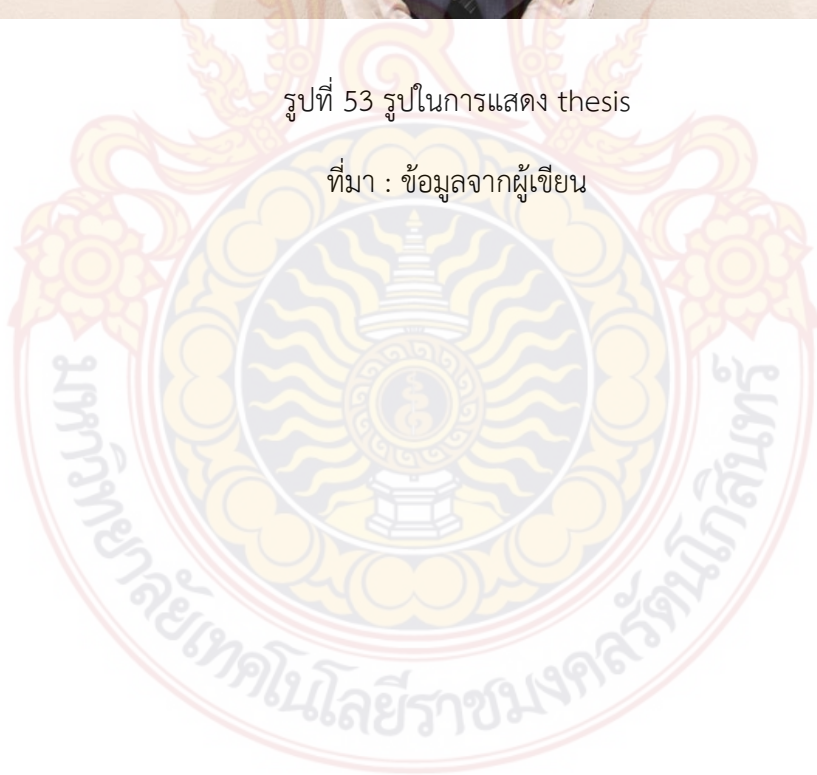 รูปที่ 53 รูปในการแสดง thesis
ที่มา : ข้อมูลจากผู้เขียน
มหาวิทยาลัยเทคโนโลยีราชมงคลรัตนโกสินทร์